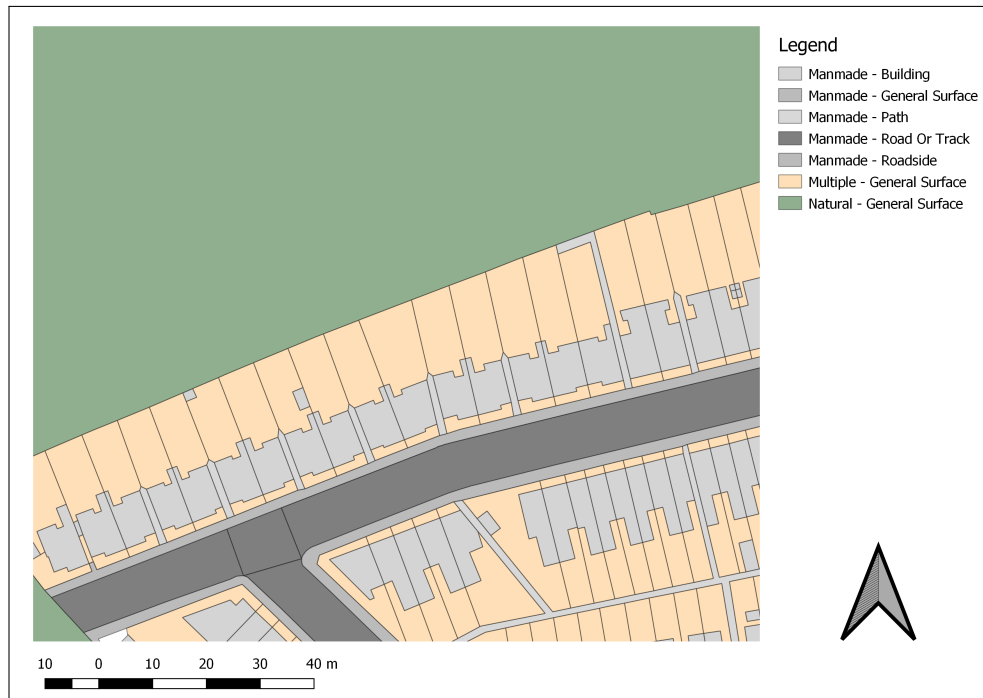 Legend
Manmade - Building
Manmade - General Surface
Manmade - Path
Manmade - Road Or Track
Manmade - Roadside
Multiple - General Surface
Natural - General Surface
10 0 10 20 30 40 m